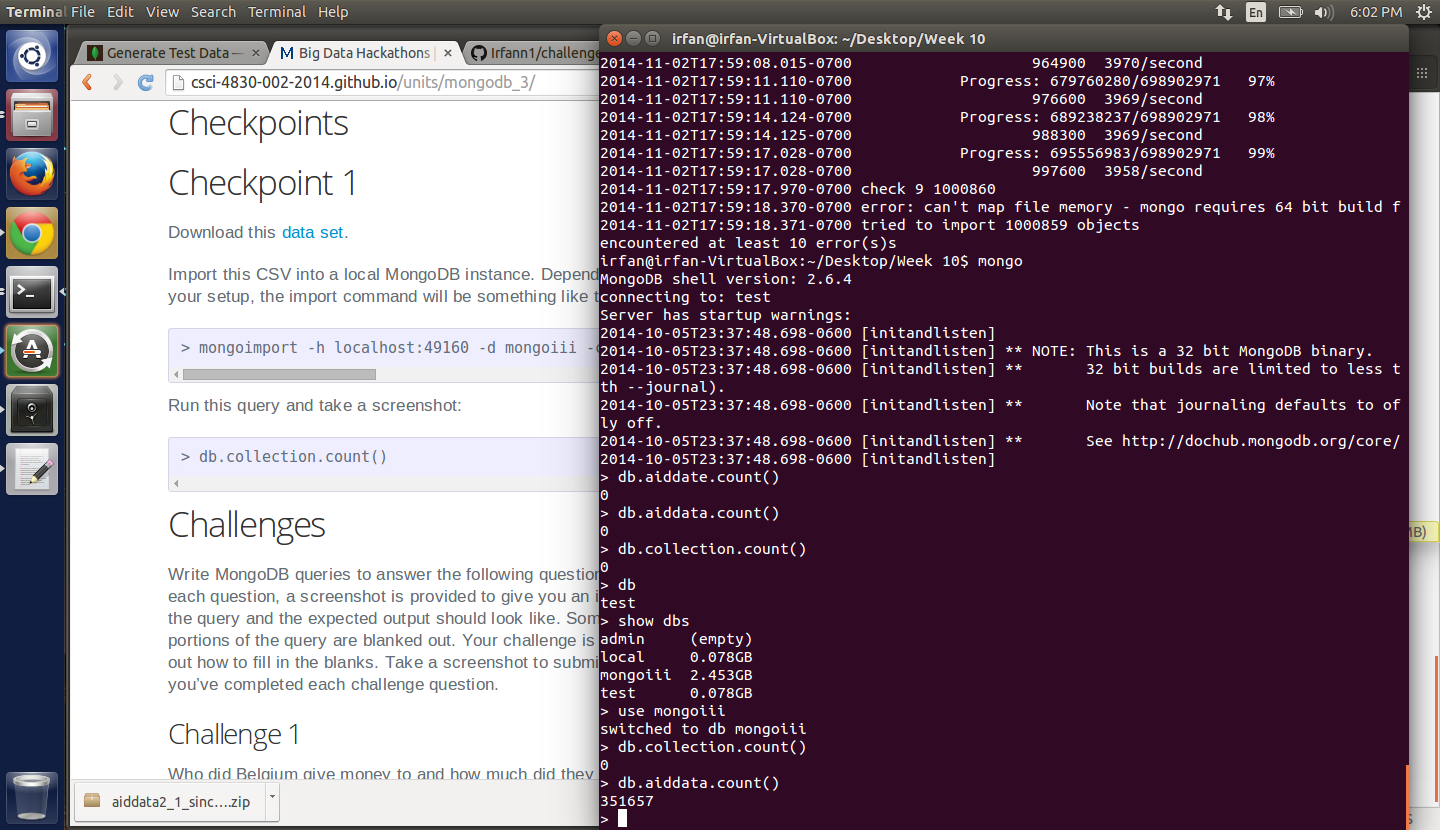 Terminal File Edit View Search Terminal Help
En
6:02 PM
Generate Test Data —
Big Data Hackathons |
Irfann1/challenge
csci-4830-002-2014.github.io/units/mongodb_3/
Checkpoints
Checkpoint 1
Download this data set.
Import this CSV into a local MongoDB instance. Depend
your setup, the import command will be something like t
> mongoimport -h localhost:49160 -d mongoiii -c
Run this query and take a screenshot:
> db.collection.count()
Challenges
Write MongoDB queries to answer the following question
each question, a screenshot is provided to give you an i
the query and the expected output should look like. Som
portions of the query are blanked out. Your challenge is
out how to fill in the blanks. Take a screenshot to submi
you've completed each challenge question.
Challenge 1
Who did Belgium give money to and how much did they
aiddata2_1_sinc....zip
irfan@irfan-VirtualBox: ~/Desktop/Week 10
2014-11-02T17:59:08.015-0700 964900 3970/second
2014-11-02T17:59:11.110-0700 Progress: 679760280/698902971 97%
2014-11-02T17:59:11.110-0700 976600 3969/second
2014-11-02T17:59:14.124-0700 Progress: 689238237/698902971 98%
2014-11-02T17:59:14.125-0700 988300 3969/second
2014-11-02T17:59:17.028-0700 Progress: 695556983/698902971 99%
2014-11-02T17:59:17.028-0700 997600 3958/second
2014-11-02T17:59:17.970-0700 check 9 1000860
2014-11-02T17:59:18.370-0700 error: can't map file memory - mongo requires 64 bit build f
2014-11-02T17:59:18.371-0700 tried to import 1000859 objects
encountered at least 10 error(s)s
irfan@irfan-VirtualBox:~/Desktop/Week 10$ mongo
MongoDB shell version: 2.6.4
connecting to: test
Server has startup warnings:
2014-10-05T23:37:48.698-0600 [initandlisten]
2014-10-05T23:37:48.698-0600 [initandlisten] ** NOTE: This is a 32 bit MongoDB binary.
2014-10-05T23:37:48.698-0600 [initandlisten] ** 32 bit builds are limited to less t
th --journal).
2014-10-05T23:37:48.698-0600 [initandlisten] ** Note that journaling defaults to of
ly off.
2014-10-05T23:37:48.698-0600 [initandlisten] ** See http://dochub.mongodb.org/core/
2014-10-05T23:37:48.698-0600 [initandlisten]
> db.aiddate.count()
0
> db.aiddata.count()
0
> db.collection.count()
0
> db
test
> show dbs
admin (empty)
local 0.078GB
mongoiii 2.453GB
test 0.078GB
> use mongoiii
switched to db mongoiii
> db.collection.count()
0
> db.aiddata.count()
351657
>
MB)